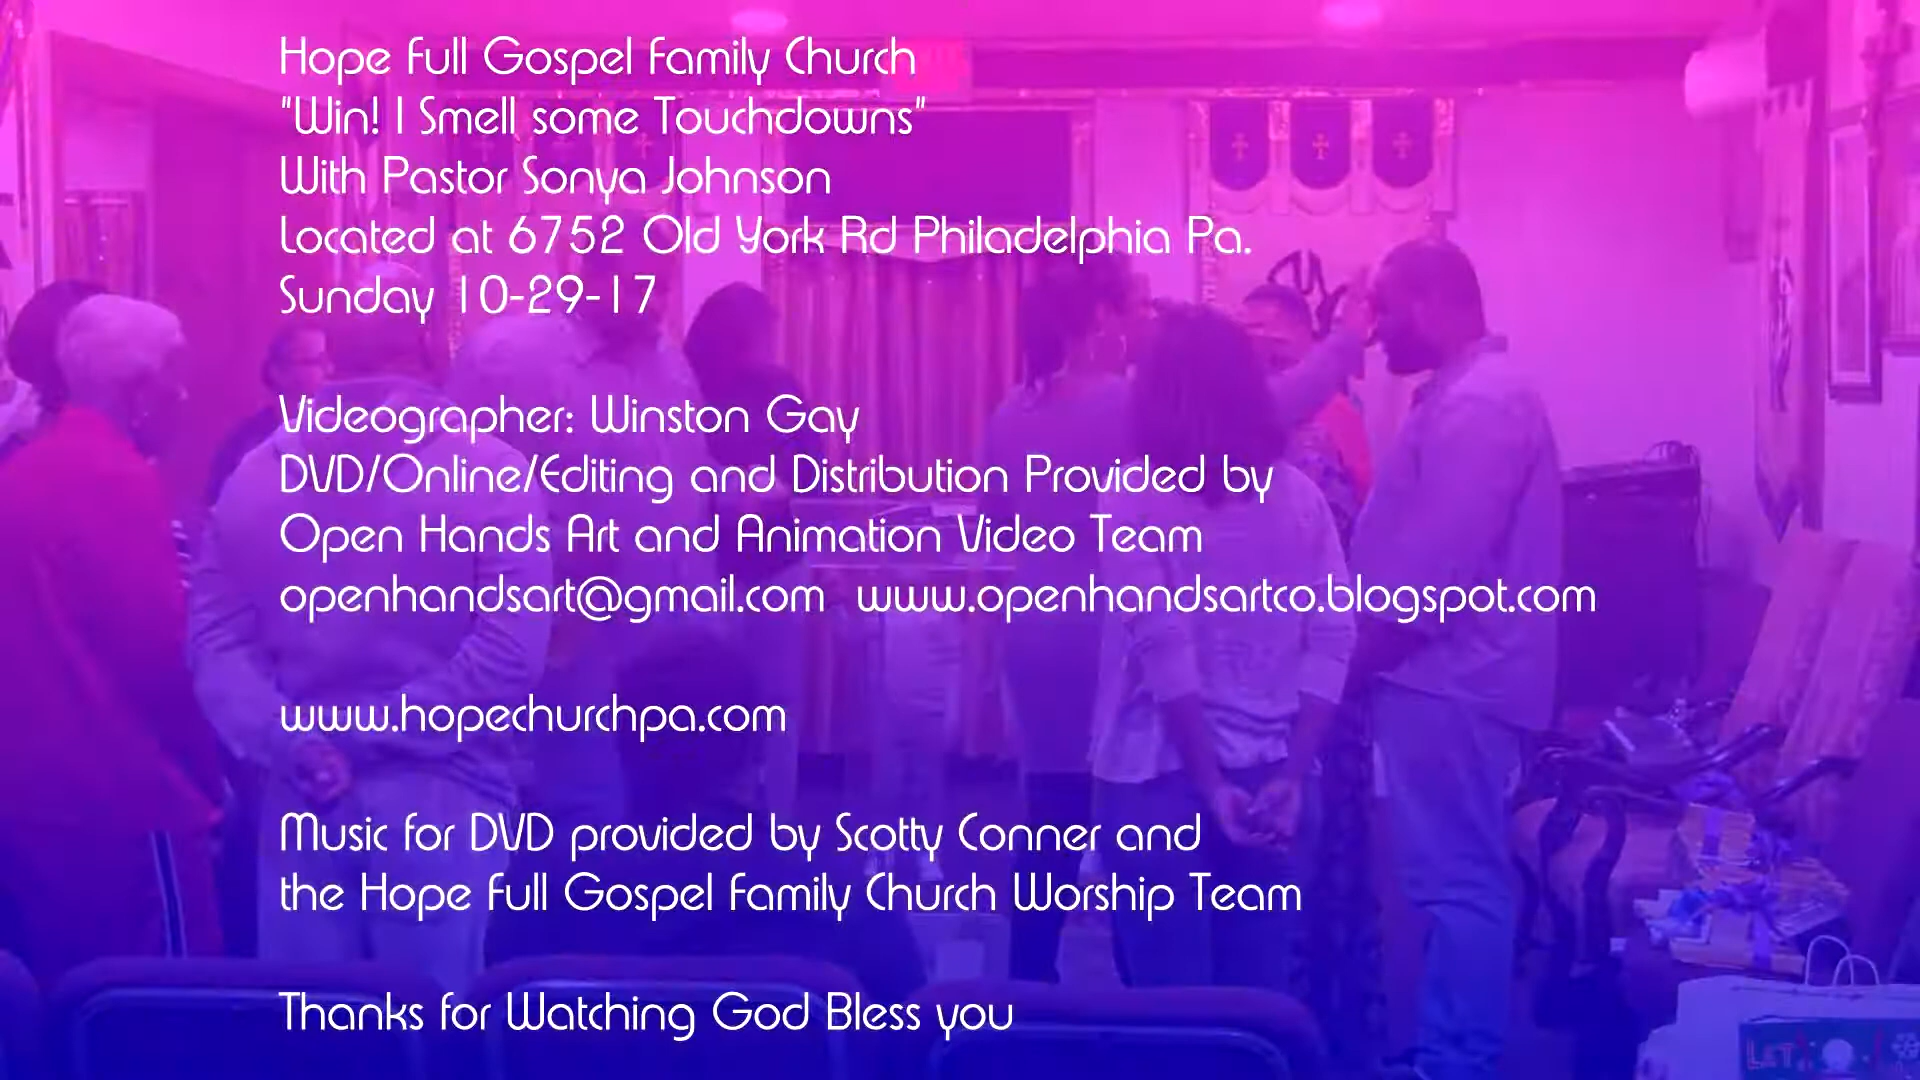 Hope Full Gospel Family Church
"Win! I Smell some Touchdowns"
With Pastor Sonya Johnson
Located at 6752 Old York Rd Philadelphia Pa.
Sunday 10-29-17
Videographer: Winston Gay
DVD/Online/Editing and Distribution Provided by
Open Hands Art and Animation Video Team
openhandsart@gmail.com www.openhandsartco.blogspot.com
www.hopechurchpa.com
Music for DVD provided by Scotty Conner and
the Hope Full Gospel Family Church Worship Team
Thanks for Watching God Bless you